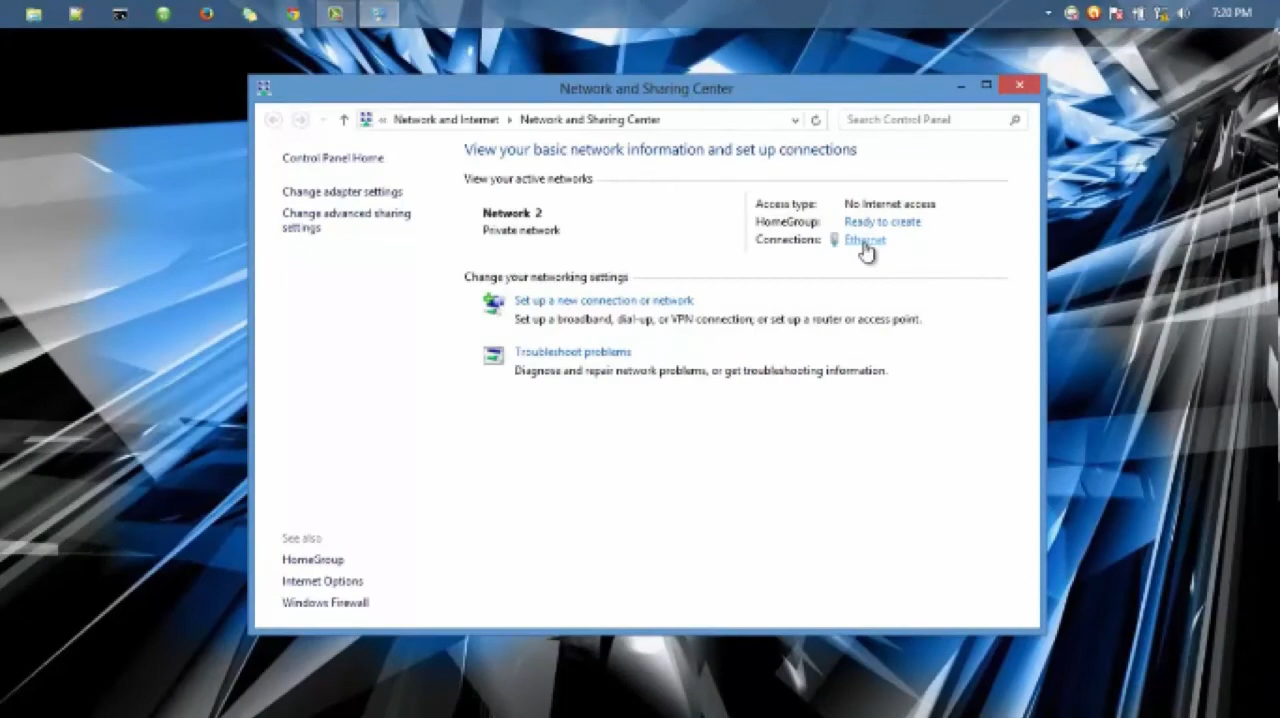 7:20 PM
Network and Sharing Center
« Network and Internet Network and Sharing Center
Search Control Panel
Control Panel Home
Change adapter settings
Change advanced sharing
settings
View your basic network information and set up connections
View your active networks
Network 2
Private network
Access type: No Internet access
HomeGroup: Ready to create
Connections: Ethernet
Change your networking settings
Set up a new connection or network
Set up a broadband, dial-up, or VPN connection; or set up a router or access point.
Troubleshoot problems
Diagnose and repair network problems, or get troubleshooting information.
See also
HomeGroup
Internet Options
Windows Firewall